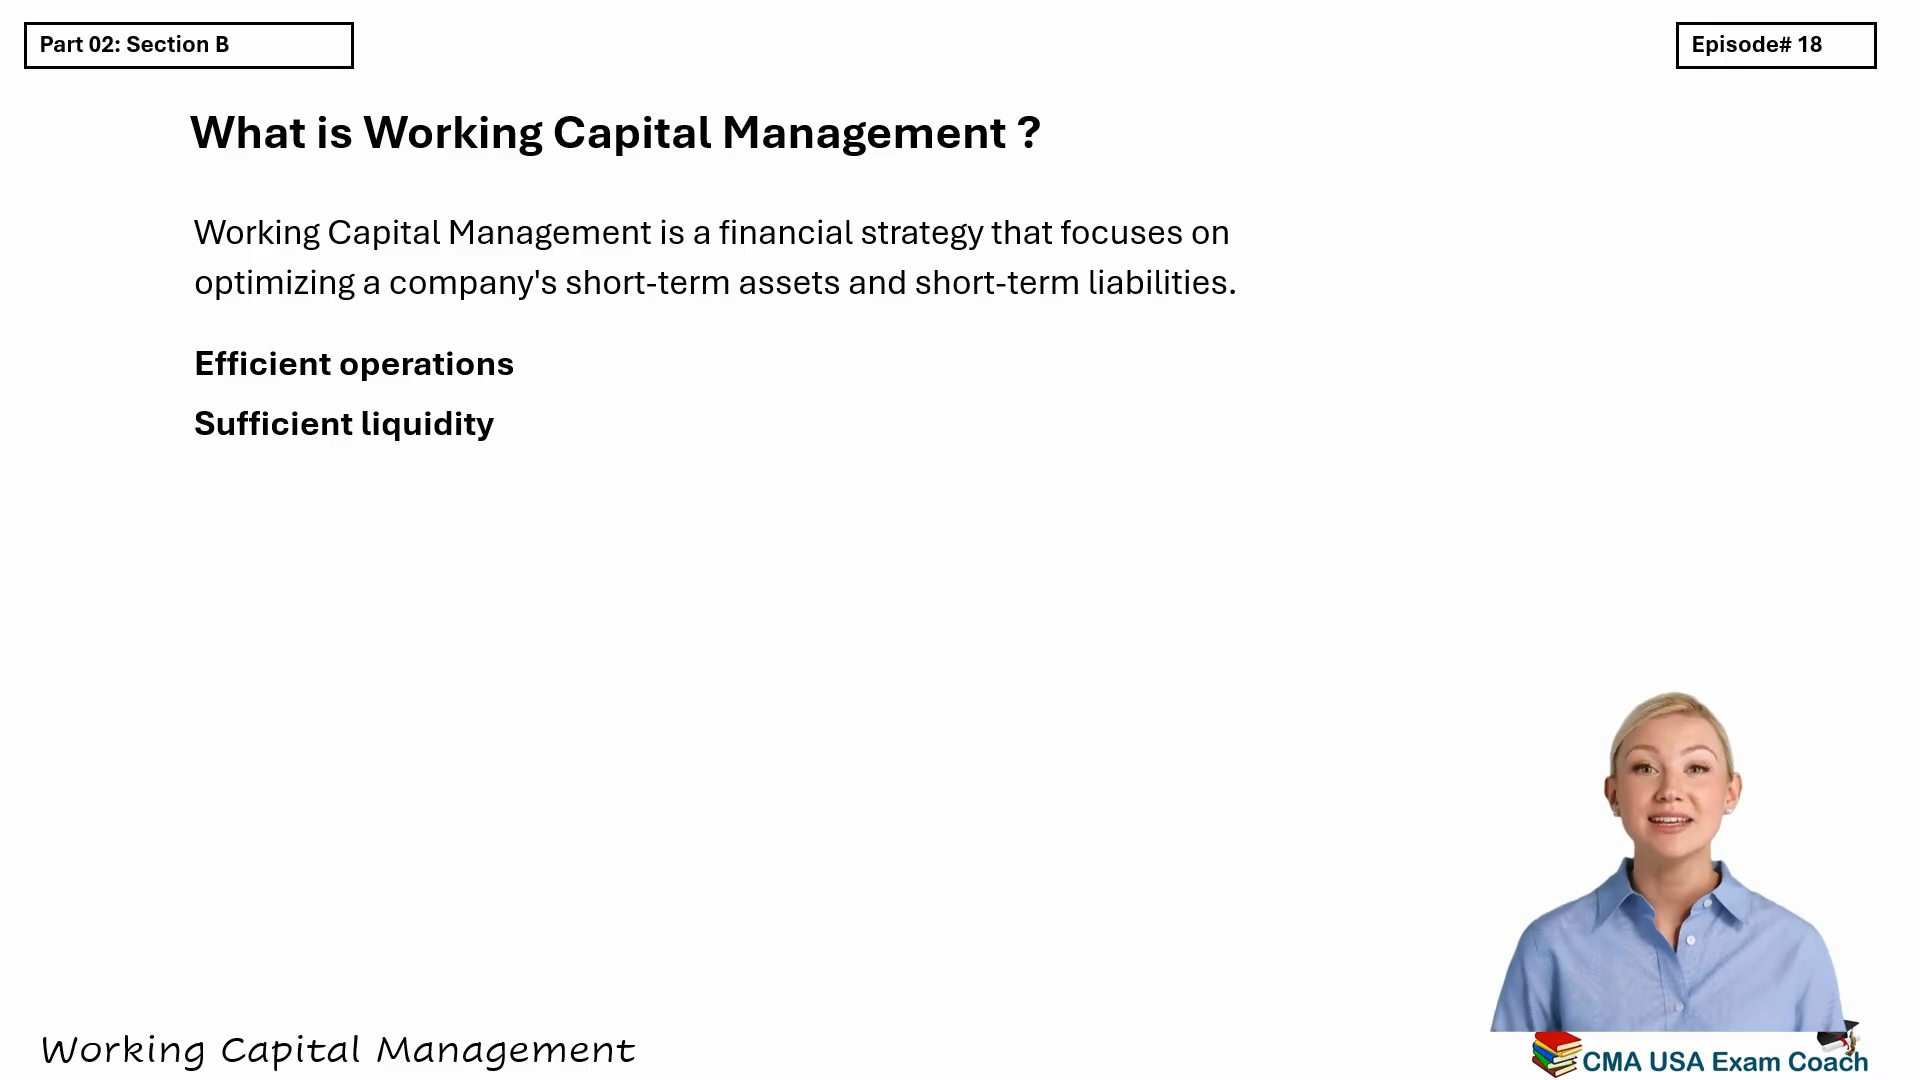 Part 02: Section B
Episode# 18
What is Working Capital Management ?
Working Capital Management is a financial strategy that focuses on
optimizing a company's short-term assets and short-term liabilities.
Efficient operations
Sufficient liquidity
Working Capital Management
CMA USA Exam Coach